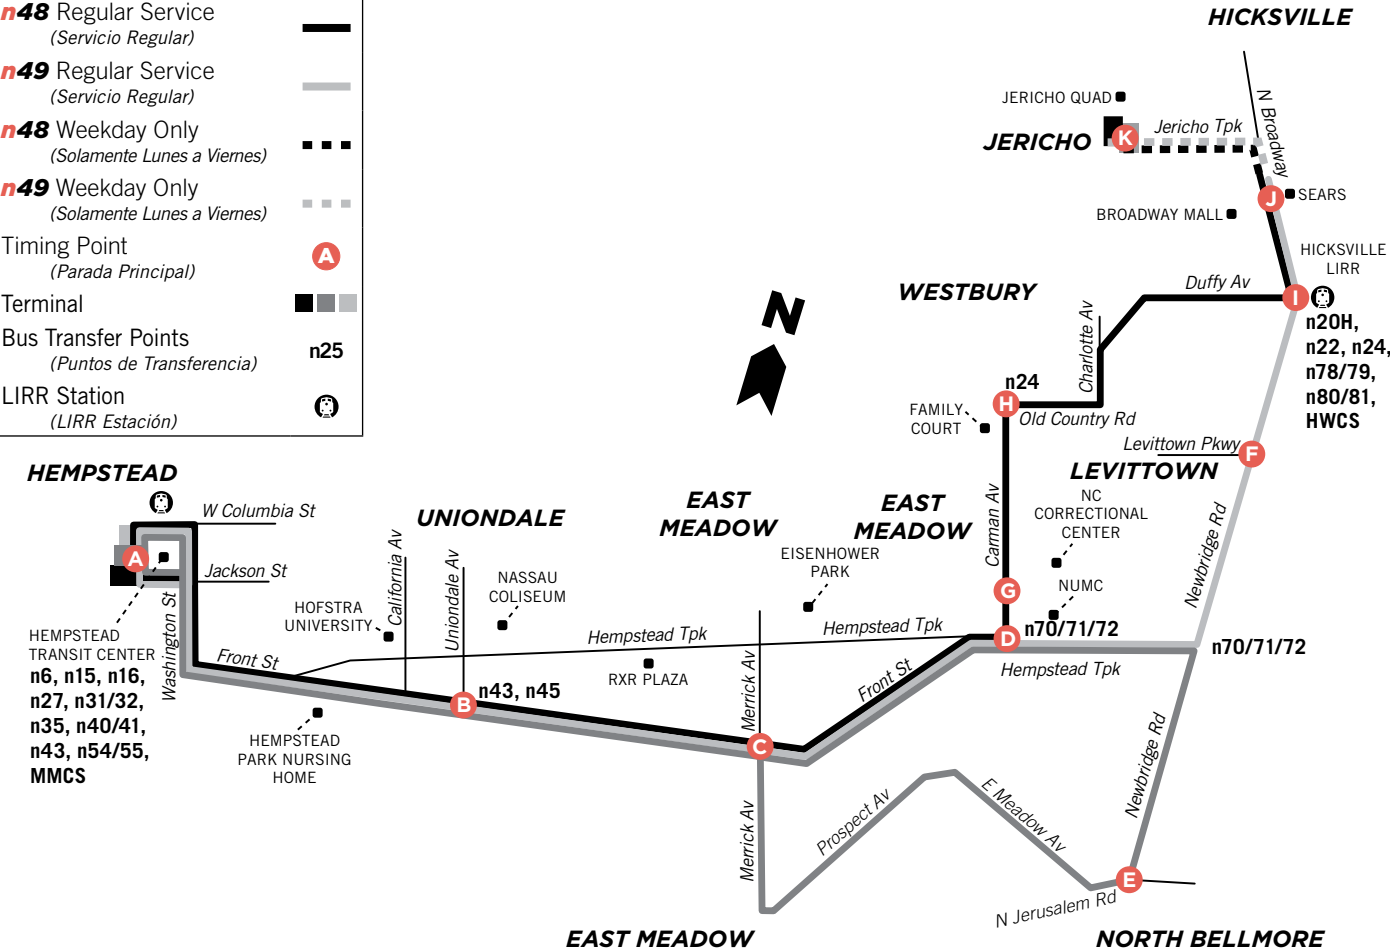 n48 Regular Service
(Servicio Regular)
n49 Regular Service
(Servicio Regular)
n48 Weekday Only
(Solamente Lunes a Viernes)
n49 Weekday Only
(Solamente Lunes a Viernes)
Timing Point
A
(Parada Principal)
Terminal
Bus Transfer Points
n25
(Puntos de Transferencia)
LIRR Station
(LIRR Estación)
HICKSVILLE
N Broadway
JERICHO QUAD
JERICHO
K
Jericho Tpk
J
SEARS
BROADWAY MALL
HICKSVILLE
LIRR
Duffy Av
I
n20H,
n22, n24,
n78/79,
n80/81,
HWCS
WESTBURY
Charlotte Av
N
n24
H
Old Country Rd
FAMILY
COURT
Levittown Pkwy
F
LEVITTOWN
HEMPSTEAD
W Columbia St
UNIONDALE
EAST
MEADOW
EAST
MEADOW
Carman Av
NC
CORRECTIONAL
CENTER
Newbridge Rd
A
Jackson St
California Av
Uniondale Av
NASSAU
COLISEUM
EISENHOWER
PARK
G
NUMC
HOFSTRA
UNIVERSITY
HEMPSTEAD
TRANSIT CENTER
n6, n15, n16,
n27, n31/32,
n35, n40/41,
n43, n54/55,
MMCS
Washington St
Front St
Hempstead Tpk
Hempstead Tpk
D
n70/71/72
n70/71/72
Hempstead Tpk
RXR PLAZA
Merrick Av
Front St
B
n43, n45
HEMPSTEAD
PARK NURSING
HOME
C
Merrick Av
Prospect Av
E Meadow Av
Newbridge Rd
E
N Jerusalem Rd
EAST MEADOW
NORTH BELLMORE